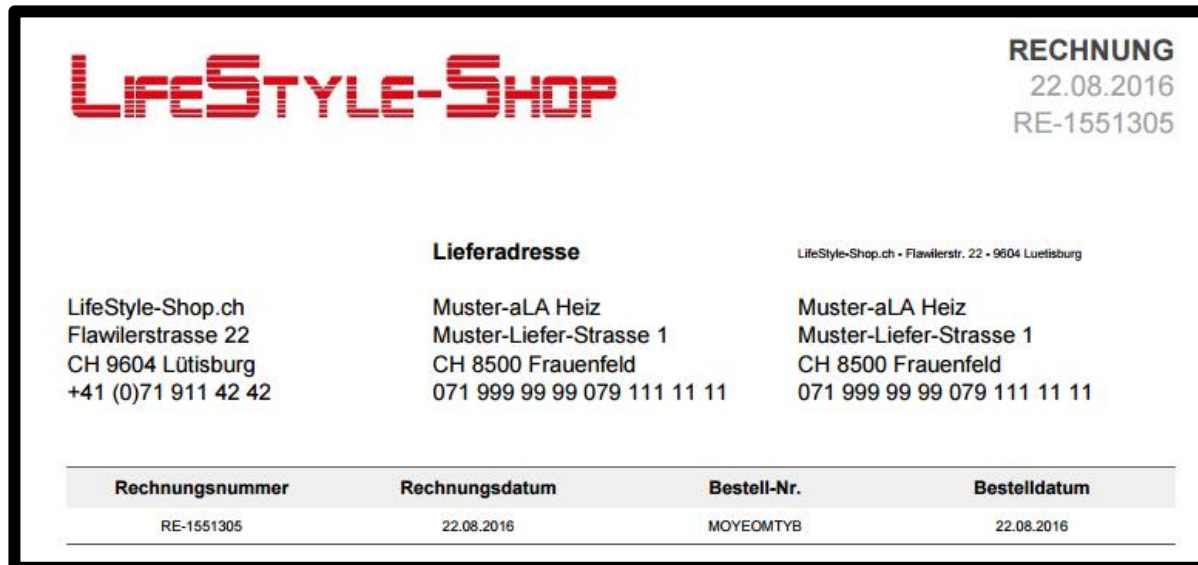 LIFESTYLE-SHOP
RECHNUNG
22.08.2016
RE-1551305
Lieferadresse
LifeStyle-Shop.ch - Flawilerstr. 22 - 9604 Luetisburg
LifeStyle-Shop.ch
Flawilerstrasse 22
CH 9604 Lütisburg
+41 (0)71 911 42 42
Muster-aLA Heiz
Muster-Liefer-Strasse 1
CH 8500 Frauenfeld
071 999 99 99 079 111 11 11
Muster-aLA Heiz
Muster-Liefer-Strasse 1
CH 8500 Frauenfeld
071 999 99 99 079 111 11 11
Rechnungsnummer Rechnungsdatum Bestell-Nr. Bestelldatum
RE-1551305 22.08.2016 MOYEOMTYB 22.08.2016